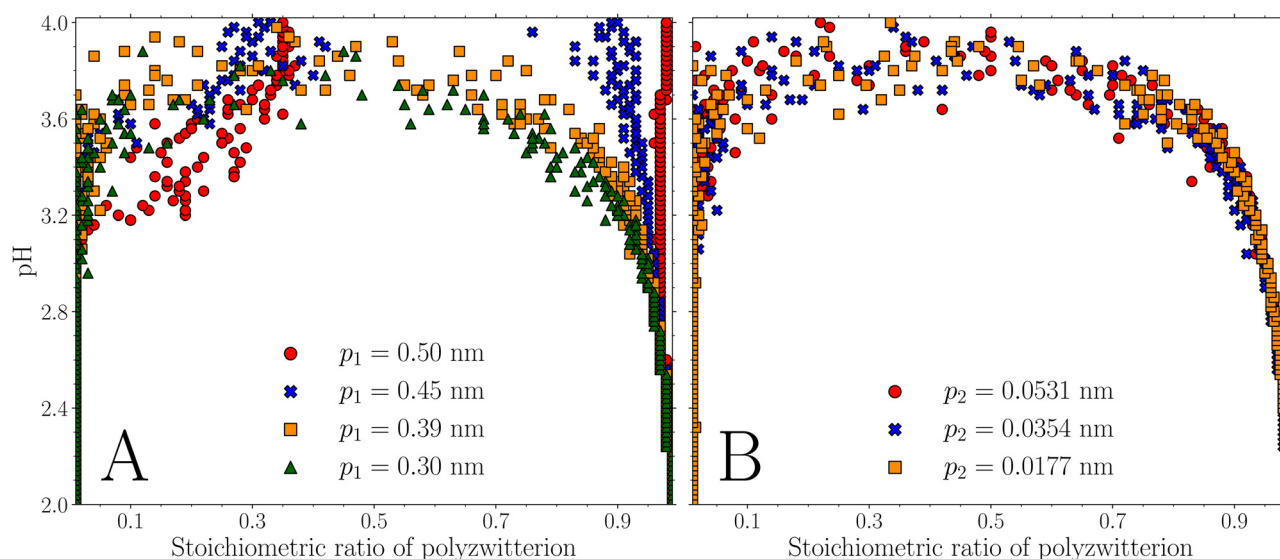 4.0
3.6
3.2
2.8
2.4
2.0
pH
p₁ = 0.50 nm
p₁ = 0.45 nm
p₁ = 0.39 nm
p₁ = 0.30 nm
A
0.1 0.3 0.5 0.7 0.9
Stoichiometric ratio of polyzwitterion
p₂ = 0.0531 nm
p₂ = 0.0354 nm
p₂ = 0.0177 nm
B
0.1 0.3 0.5 0.7 0.9
Stoichiometric ratio of polyzwitterion